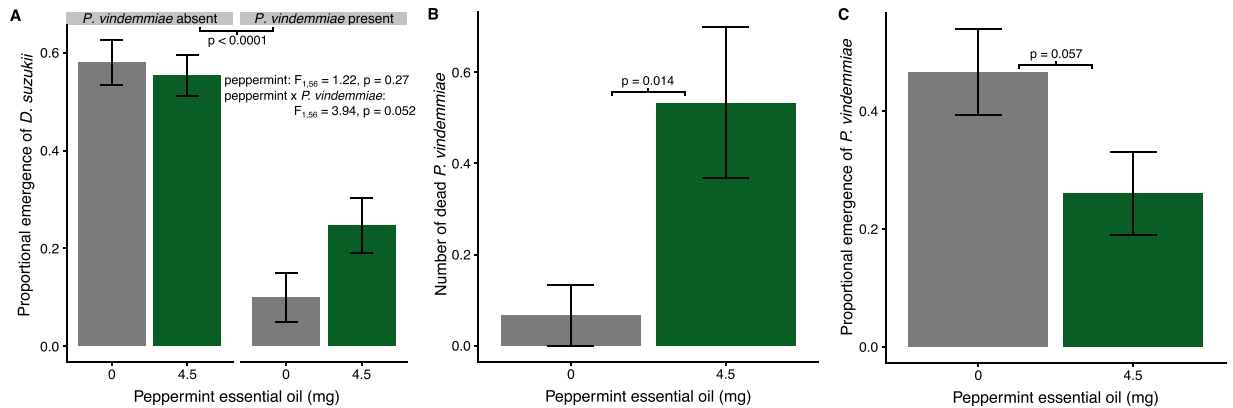 A
P. vindemmiae absent
P. vindemmiae present
p < 0.0001
peppermint: F1,56 = 1.22, p = 0.27
peppermint x P. vindemmiae:
F1,56 = 3.94, p = 0.052
Proportional emergence of D. suzukii
0.6
0.4
0.2
0.0
0
4.5
0
4.5
Peppermint essential oil (mg)
B
p = 0.014
Number of dead P. vindemmiae
0.6
0.4
0.2
0.0
0
4.5
Peppermint essential oil (mg)
C
p = 0.057
Proportional emergence of P. vindemmiae
0.4
0.2
0.0
0
4.5
Peppermint essential oil (mg)